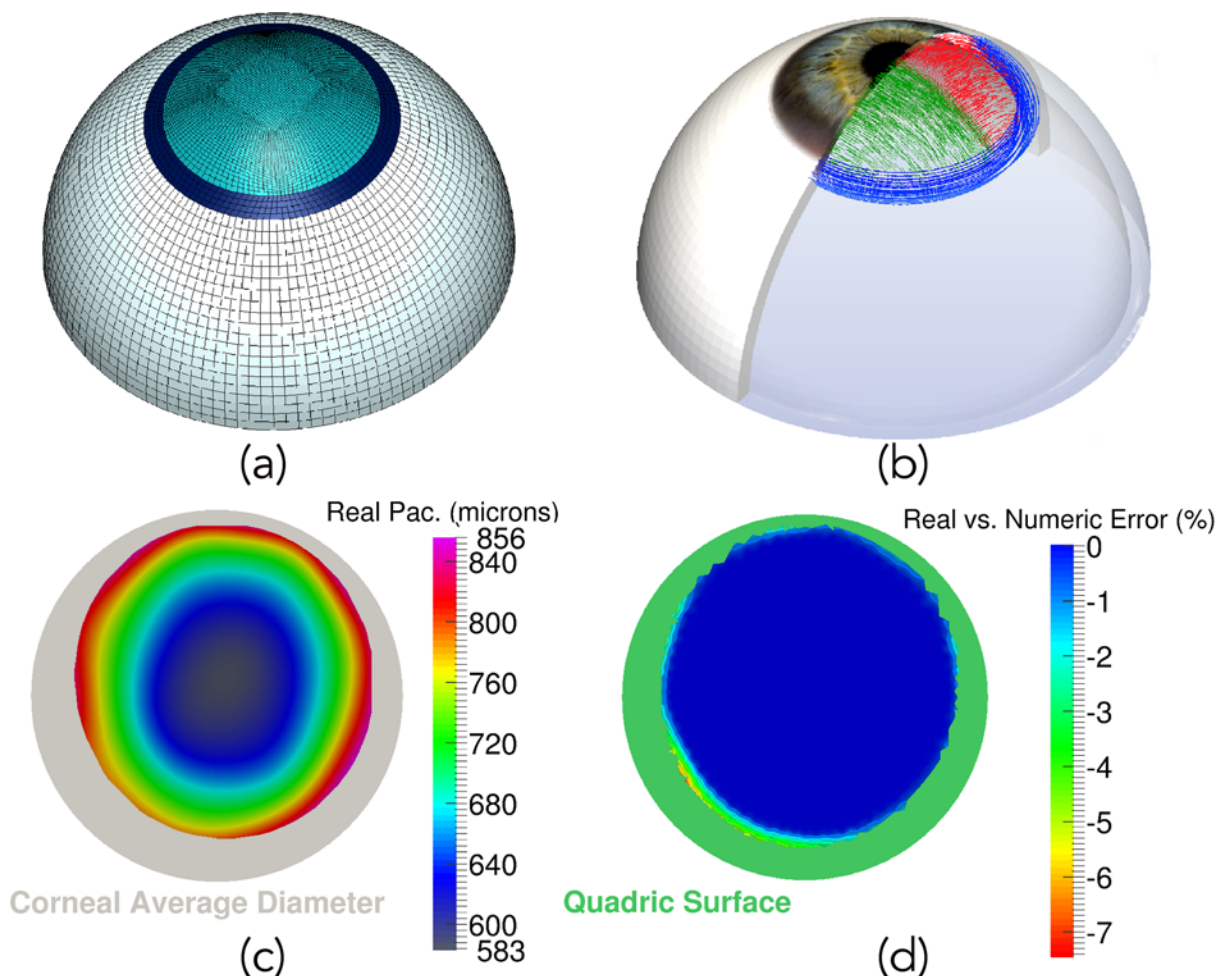 (a)
(b)
Real Pac. (microns)
856
840
800
760
720
680
640
600
583
Corneal Average Diameter
(c)
Real vs. Numeric Error (%)
0
-1
-2
-3
-4
-5
-6
-7
Quadric Surface
(d)